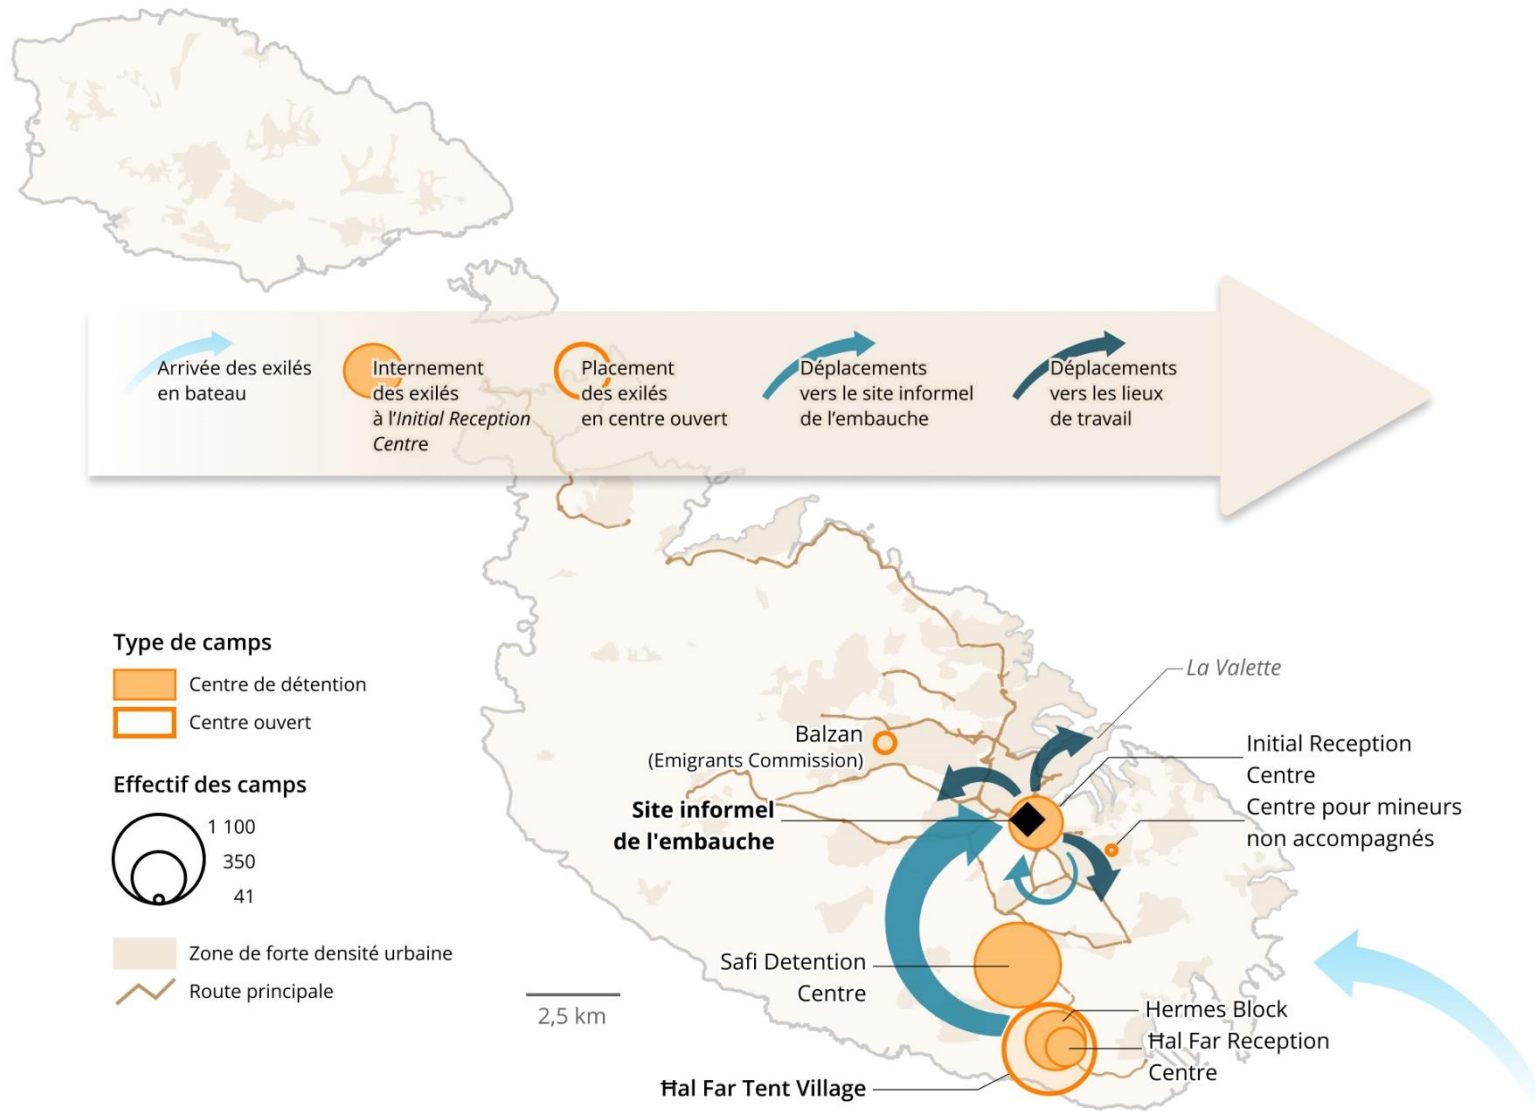 Arrivée des exilés
en bateau
Internement
des exilés
à l'Initial Reception
Centre
Placement
des exilés
en centre ouvert
Déplacements
vers le site informel
de l'embauche
Déplacements
vers les lieux
de travail
Type de camps
Centre de détention
Centre ouvert
Effectif des camps
1 100
350
41
Zone de forte densité urbaine
Route principale
2,5 km
La Valette
Balzan
(Emigrants Commission)
Site informel
de l'embauche
Initial Reception
Centre
Centre pour mineurs
non accompagnés
Safi Detention
Centre
Hermes Block
Ħal Far Reception
Centre
Ħal Far Tent Village